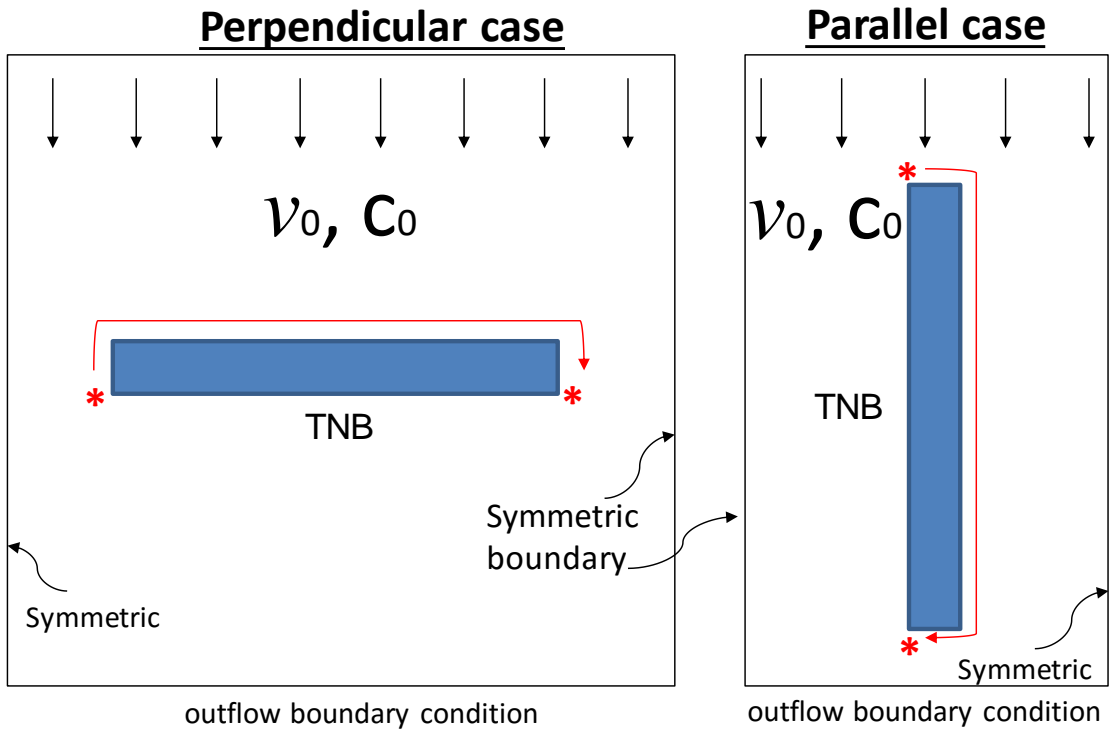 Perpendicular case
Parallel case
v0, c0
v0, c0
*
*
TNB
*
TNB
*
Symmetric
boundary
Symmetric
Symmetric
outflow boundary condition
outflow boundary condition